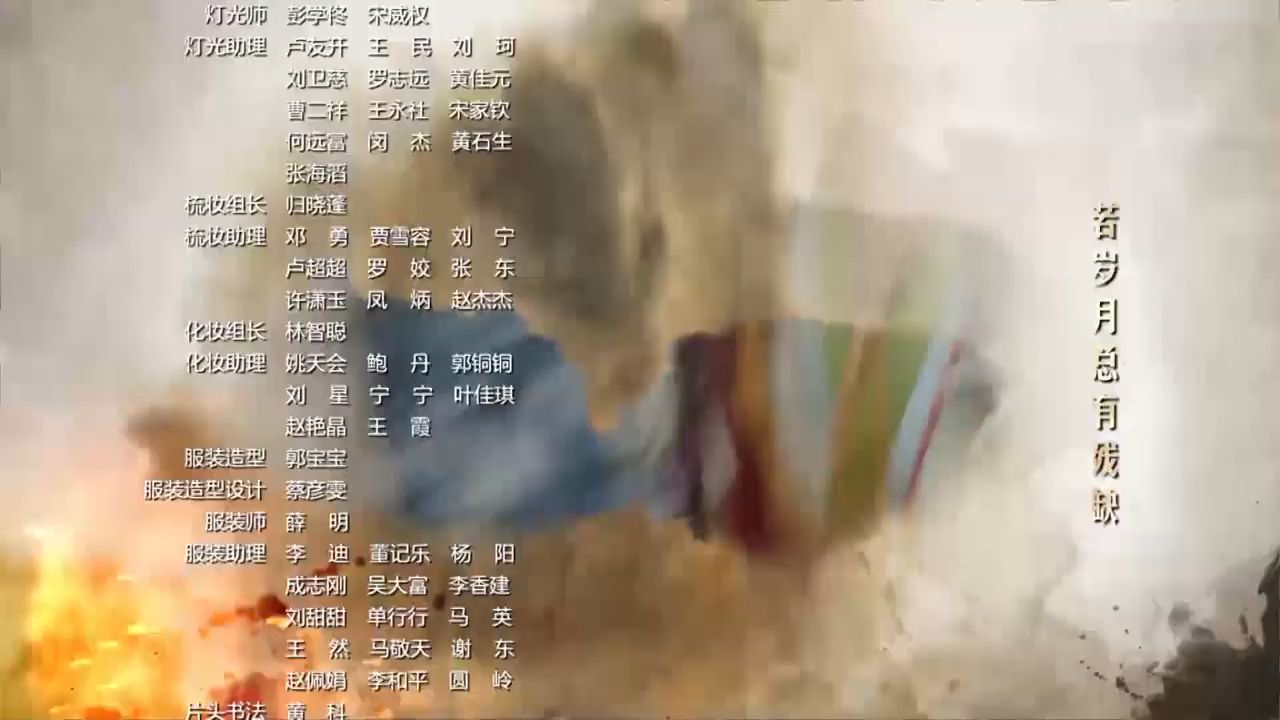 灯光师 彭学佟 宋威权
灯光助理 卢友开 王 民 刘 珂
刘卫慈 罗志远 黄佳元
曹二祥 王永社 宋家钦
何远富 闵 杰 黄石生
张海滔
梳妆组长 归晓蓬
梳妆助理 邓 勇 贾雪容 刘 宁
卢超超 罗 姣 张 东
许潇玉 凤 炳 赵杰杰
化妆组长 林智聪
化妆助理 姚天会 鲍 丹 郭铜铜
刘 星 宁 宁 叶佳琪
赵艳晶 王 霞
服装造型 郭宝宝
服装造型设计 蔡彦雯
服装师 薛 明
服装助理 李 迪 董记乐 杨 阳
成志刚 吴大富 李香建
刘甜甜 单行行 马 英
王 然 马敬天 谢 东
赵佩娟 李和平 圆 岭
片头书法 黄 科
若岁月总有残缺